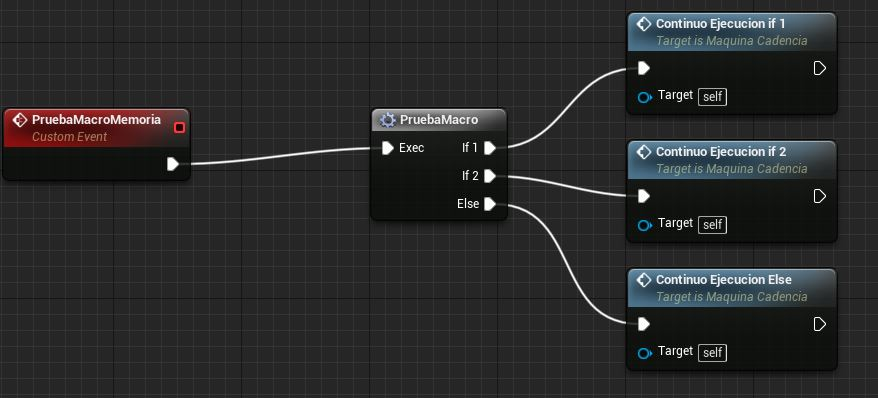 PruebaMacroMemoria
Custom Event
PruebaMacro
Exec
If 1
If 2
Else
Continuo Ejecucion if 1
Target is Maquina Cadencia
Target self
Continuo Ejecucion if 2
Target is Maquina Cadencia
Target self
Continuo Ejecucion Else
Target is Maquina Cadencia
Target self